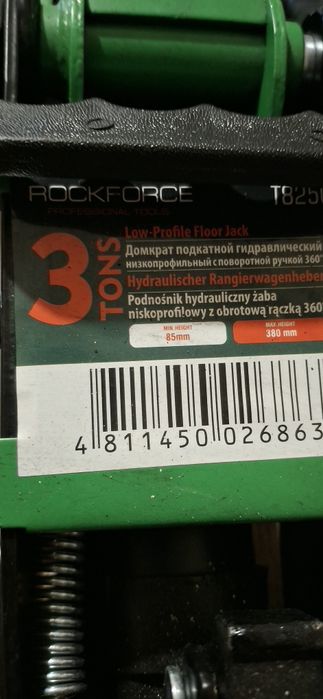 ROCKFORCE
PROFESSIONAL TOOLS
T825
3
TONS
Low-Profile Floor Jack
Домкрат подкатной гидравлический
низкопрофильный с поворотной ручкой 360°
Hydraulischer Rangierwagenheber
Podnośnik hydrauliczny żaba
niskoprofilowy z obrotową rączką 360
MIN. HEIGHT
85mm
MAX. HEIGHT
380 mm
4 811450 026863